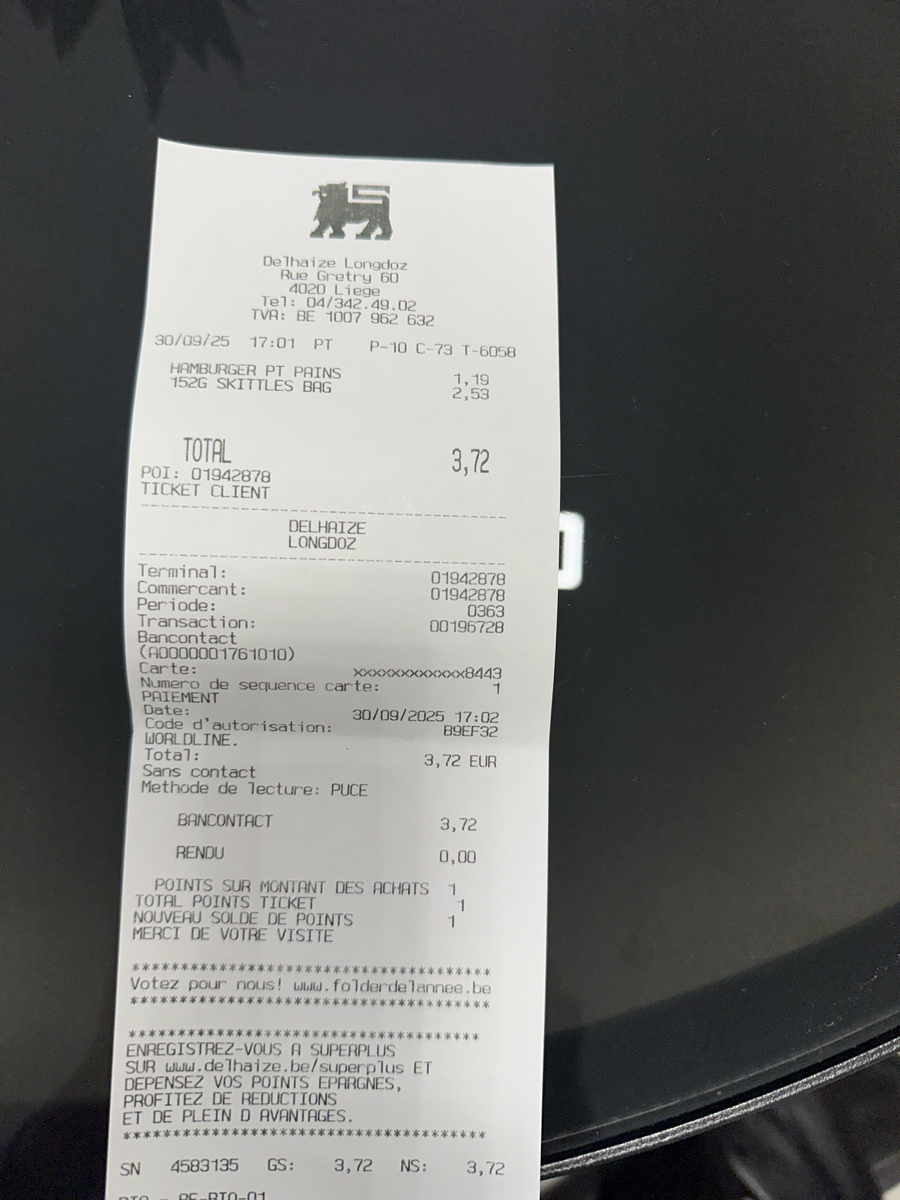 Delhaize Longdoz
Rue Gretry 60
4020 Liege
Tel: 04/342.49.02
TVA: BE 1007 962 632
30/09/25 17:01 PT P-10 C-73 T-6058
HAMBURGER PT PAINS 1,19
152G SKITTLES BAG 2,53
TOTAL 3,72
POI: 01942878
TICKET CLIENT
DELHAIZE
LONGDOZ
Terminal: 01942878
Commercant: 01942878
Periode: 0363
Transaction: 00196728
Bancontact
(A0000001761010)
Carte: xxxxxxxxxxxxx8443
Numero de sequence carte: 1
PAIEMENT
Date: 30/09/2025 17:02
Code d'autorisation: B9EF32
WORLDLINE.
Total: 3,72 EUR
Sans contact
Methode de lecture: PUCE
BANCONTACT 3,72
RENDU 0,00
POINTS SUR MONTANT DES ACHATS 1
TOTAL POINTS TICKET 1
NOUVEAU SOLDE DE POINTS 1
MERCI DE VOTRE VISITE
*************************************
Votez pour nous! www.folderdelannee.be
*************************************
************************************
ENREGISTREZ-VOUS A SUPERPLUS
SUR www.delhaize.be/superplus ET
DEPENSEZ VOS POINTS EPARGNES,
PROFITEZ DE REDUCTIONS
ET DE PLEIN D AVANTAGES.
*************************************
SN 4583135 GS: 3,72 NS: 3,72